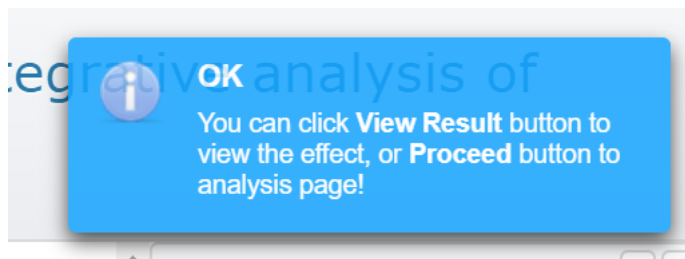 tegrative analysis of
OK
You can click View Result button to
view the effect, or Proceed button to
analysis page!